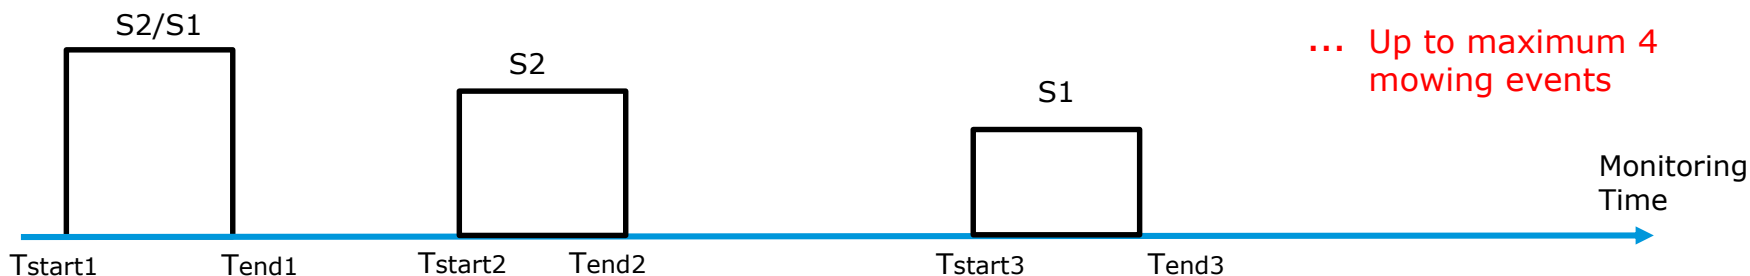 S2/S1
S2
S1
... Up to maximum 4
mowing events
Monitoring
Time
Tstart1
Tend1
Tstart2
Tend2
Tstart3
Tend3